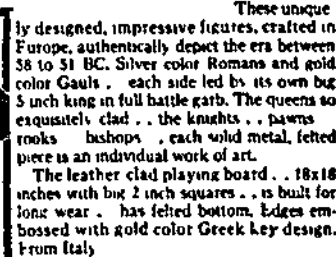 These unique
ly designed, impressive figures, crafted in
Europe, authentically depict the era between
58 to 51 BC. Silver color Romans and gold
color Gauls . each side led by its own big
5 inch king in full battle garb. The queens so
exquisitely clad . . the knights . . pawns
rooks bishops . each solid metal, felted
piece is an individual work of art.
The leather clad playing board . . 18x18
inches with big 2 inch squares . . is built for
long wear . has felted bottom. Edges em-
bossed with gold color Greek key design.
From Italy